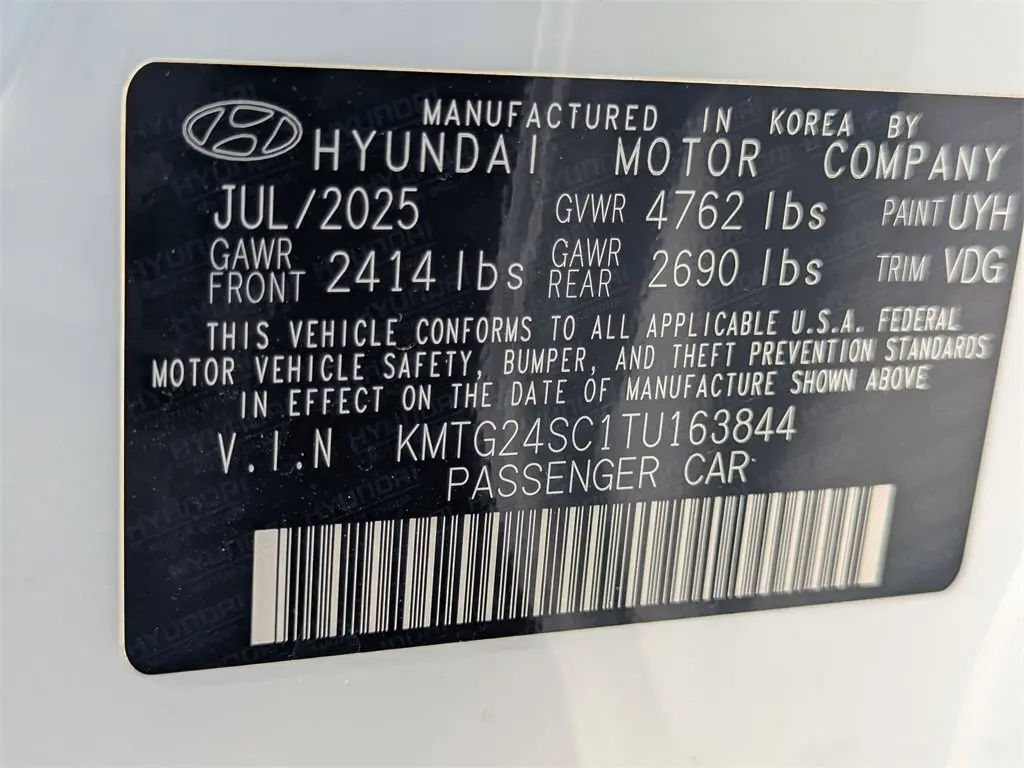 MANUFACTURED IN KOREA BY
HYUNDAI MOTOR COMPANY
JUL/2025 GVWR 4762 lbs PAINT UYH
GAWR FRONT 2414 lbs GAWR REAR 2690 lbs TRIM VDG
THIS VEHICLE CONFORMS TO ALL APPLICABLE U.S.A. FEDERAL
MOTOR VEHICLE SAFETY, BUMPER, AND THEFT PREVENTION STANDARDS
IN EFFECT ON THE DATE OF MANUFACTURE SHOWN ABOVE
V.I.N KMTG24SC1TU163844
PASSENGER CAR